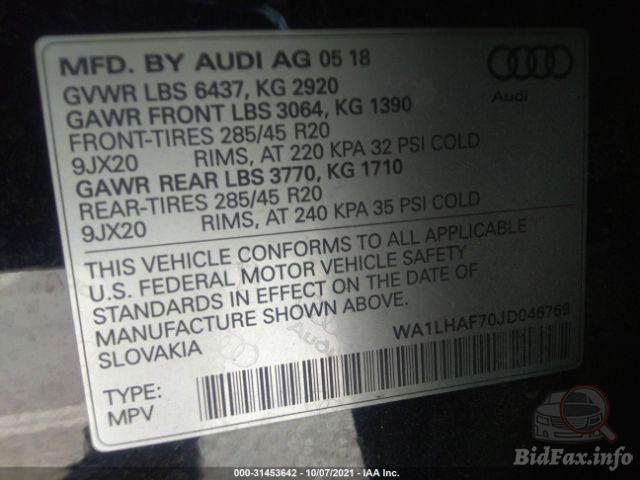 MFD. BY AUDI AG 05 18
GVWR LBS 6437, KG 2920
GAWR FRONT LBS 3064, KG 1390
FRONT-TIRES 285/45 R20
9JX20 RIMS, AT 220 KPA 32 PSI COLD
GAWR REAR LBS 3770, KG 1710
REAR-TIRES 285/45 R20
9JX20 RIMS, AT 240 KPA 35 PSI COLD
Audi
THIS VEHICLE CONFORMS TO ALL APPLICABLE
U.S. FEDERAL MOTOR VEHICLE SAFETY
STANDARDS IN EFFECT ON THE DATE OF
MANUFACTURE SHOWN ABOVE.
SLOVAKIA
WA1LHAF70JD046769
TYPE:
MPV
BidFax.info
000-31453642 - 10/07/2021 - IAA Inc.